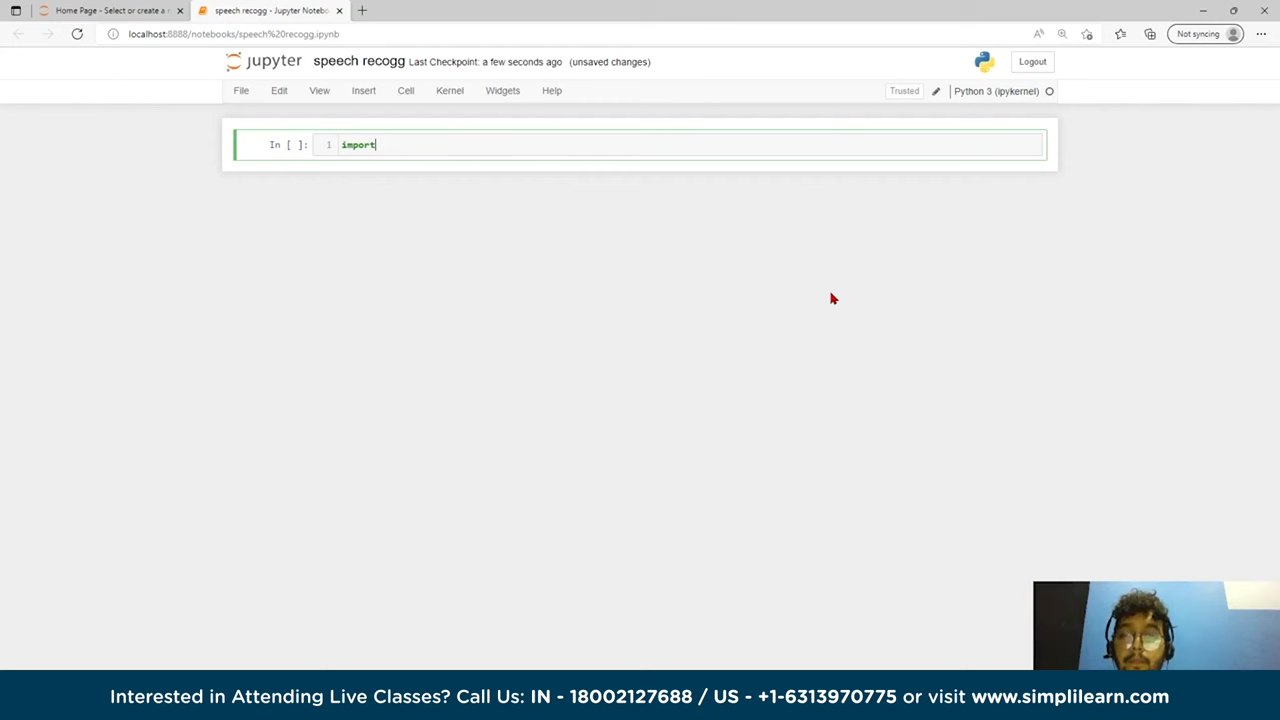 Home Page - Select or create a n
speech recogg - Jupyter Notebo
localhost:8888/notebooks/speech%20recogg.ipynb
Not syncing
jupyter speech recogg Last Checkpoint: a few seconds ago (unsaved changes)
Logout
File Edit View Insert Cell Kernel Widgets Help
Trusted
Python 3 (ipykernel)
In [ ]: 1 import
Interested in Attending Live Classes? Call Us: IN - 18002127688 / US - +1-6313970775 or visit www.simplilearn.com